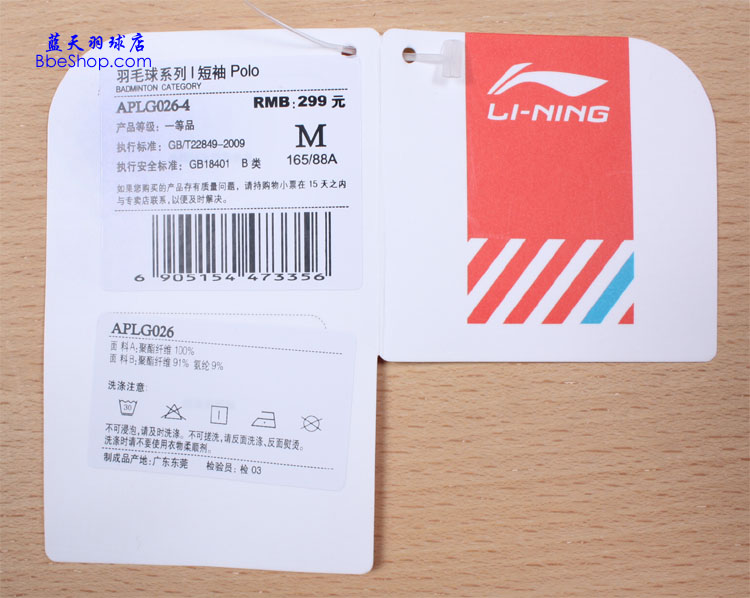 蓝天羽球店
BbeShop.com
羽毛球系列 | 短袖 Polo
BADMINTON CATEGORY
APLG026-4 RMB: 299 元
产品等级: 一等品
M
执行标准: GB/T22849-2009
165/88A
执行安全标准: GB18401 B 类
如果您购买的产品存有质量问题, 请持购物小票在 15 天之内
与专卖店联系, 以便及时解决。
6 905154 473356
APLG026
面 料A: 聚酯纤维 100%
面 料B: 聚酯纤维 91% 氨纶 9%
洗涤注意:
30
不可浸泡, 请及时洗涤。不可搓洗, 请反面洗涤、反面熨烫。
洗涤时请不要使用衣物柔顺剂。
制成品产地: 广东东莞 检验员: 检 03
LI-NING